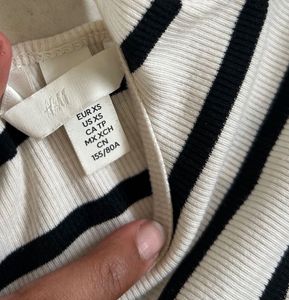 H&M
EUR XS
US XS
CA TP
MX XCH
CN
155/80A